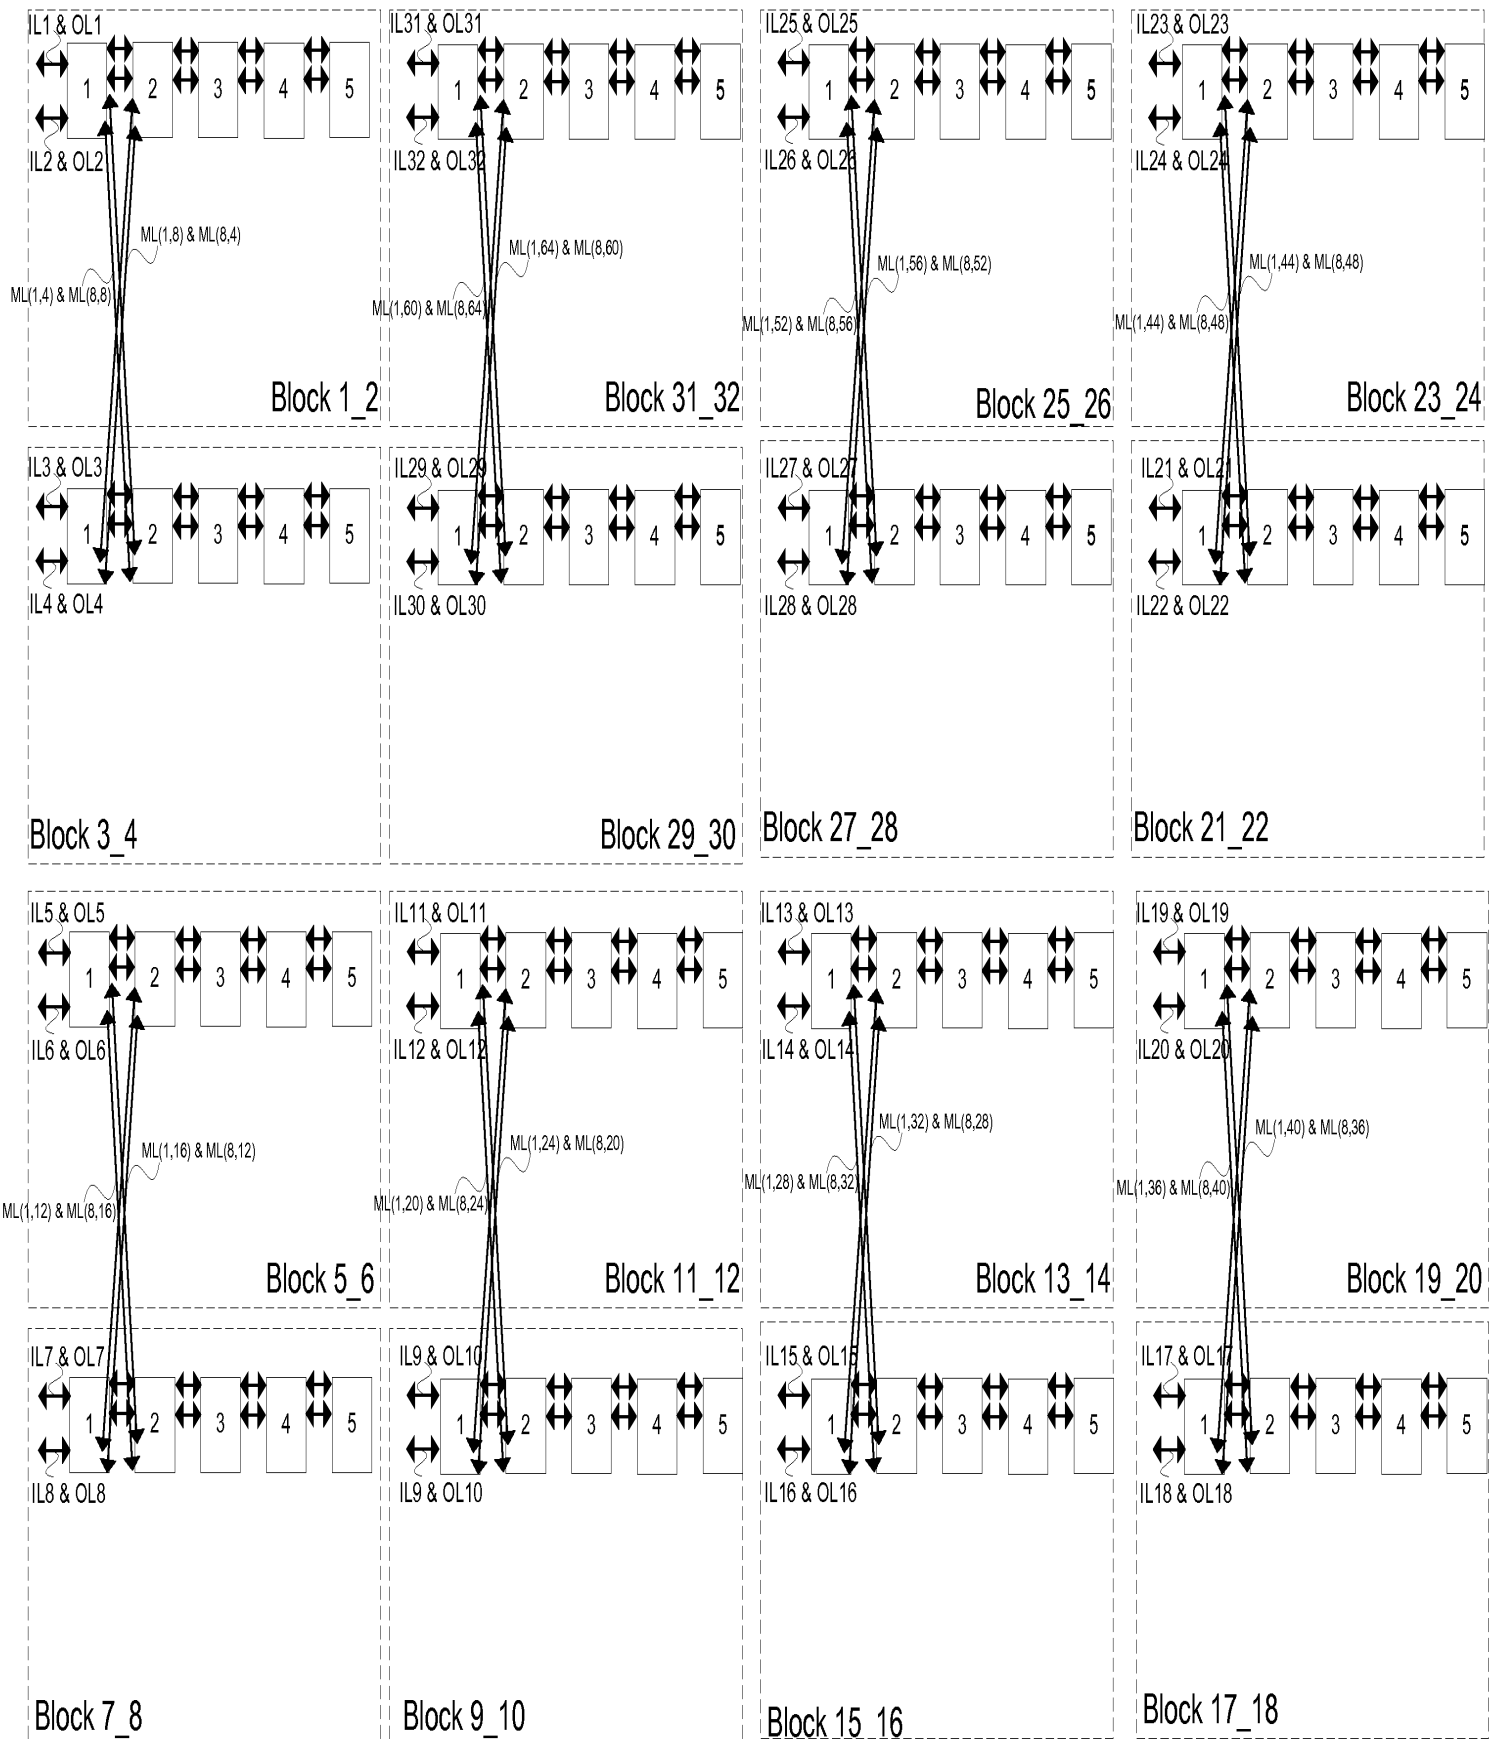 IL1 & OL1
1
2
3
4
5
IL2 & OL2
ML(1,8) & ML(8,4)
ML(1,4) & ML(8,8)
Block 1_2
IL31 & OL31
1
2
3
4
5
IL32 & OL32
ML(1,64) & ML(8,60)
ML(1,60) & ML(8,64)
Block 31_32
IL25 & OL25
1
2
3
4
5
IL26 & OL26
ML(1,56) & ML(8,52)
ML(1,52) & ML(8,56)
Block 25_26
IL23 & OL23
1
2
3
4
5
IL24 & OL24
ML(1,44) & ML(8,48)
ML(1,44) & ML(8,48)
Block 23_24
IL3 & OL3
1
2
3
4
5
IL4 & OL4
Block 3_4
IL29 & OL29
1
2
3
4
5
IL30 & OL30
Block 29_30
IL27 & OL27
1
2
3
4
5
IL28 & OL28
Block 27_28
IL21 & OL21
1
2
3
4
5
IL22 & OL22
Block 21_22
IL5 & OL5
1
2
3
4
5
IL6 & OL6
ML(1,16) & ML(8,12)
ML(1,12) & ML(8,16)
Block 5_6
IL11 & OL11
1
2
3
4
5
IL12 & OL12
ML(1,24) & ML(8,20)
ML(1,20) & ML(8,24)
Block 11_12
IL13 & OL13
1
2
3
4
5
IL14 & OL14
ML(1,32) & ML(8,28)
ML(1,28) & ML(8,32)
Block 13_14
IL19 & OL19
1
2
3
4
5
IL20 & OL20
ML(1,40) & ML(8,36)
ML(1,36) & ML(8,40)
Block 19_20
IL7 & OL7
1
2
3
4
5
IL8 & OL8
Block 7_8
IL9 & OL10
1
2
3
4
5
IL9 & OL10
Block 9_10
IL15 & OL15
1
2
3
4
5
IL16 & OL16
Block 15_16
IL17 & OL17
1
2
3
4
5
IL18 & OL18
Block 17_18